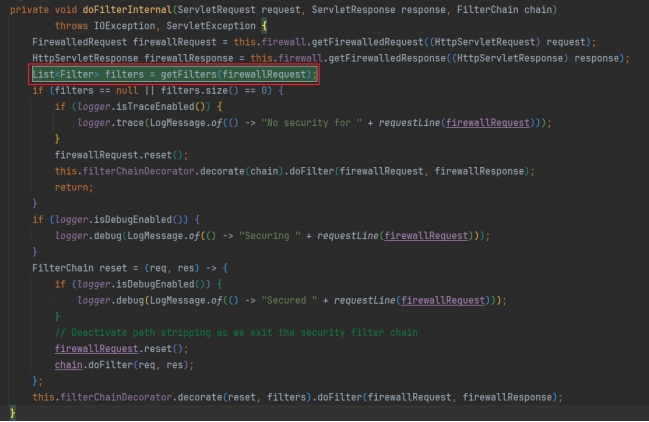 private void doFilterInternal(ServletRequest request, ServletResponse response, FilterChain chain)
throws IOException, ServletException {
FirewalledRequest firewallRequest = this.firewall.getFirewalledRequest((HttpServletRequest) request);
HttpServletResponse firewallResponse = this.firewall.getFirewalledResponse((HttpServletResponse) response);
List<Filter> filters = getFilters(firewallRequest);
if (filters == null || filters.size() == 0) {
if (logger.isTraceEnabled()) {
logger.trace(LogMessage.of(() -> "No security for " + requestLine(firewallRequest)));
}
firewallRequest.reset();
this.filterChainDecorator.decorate(chain).doFilter(firewallRequest, firewallResponse);
return;
}
if (logger.isDebugEnabled()) {
logger.debug(LogMessage.of(() -> "Securing " + requestLine(firewallRequest)));
}
FilterChain reset = (req, res) -> {
if (logger.isDebugEnabled()) {
logger.debug(LogMessage.of(() -> "Secured " + requestLine(firewallRequest)));
}
// Deactivate path stripping as we exit the security filter chain
firewallRequest.reset();
chain.doFilter(req, res);
};
this.filterChainDecorator.decorate(reset, filters).doFilter(firewallRequest, firewallResponse);
}